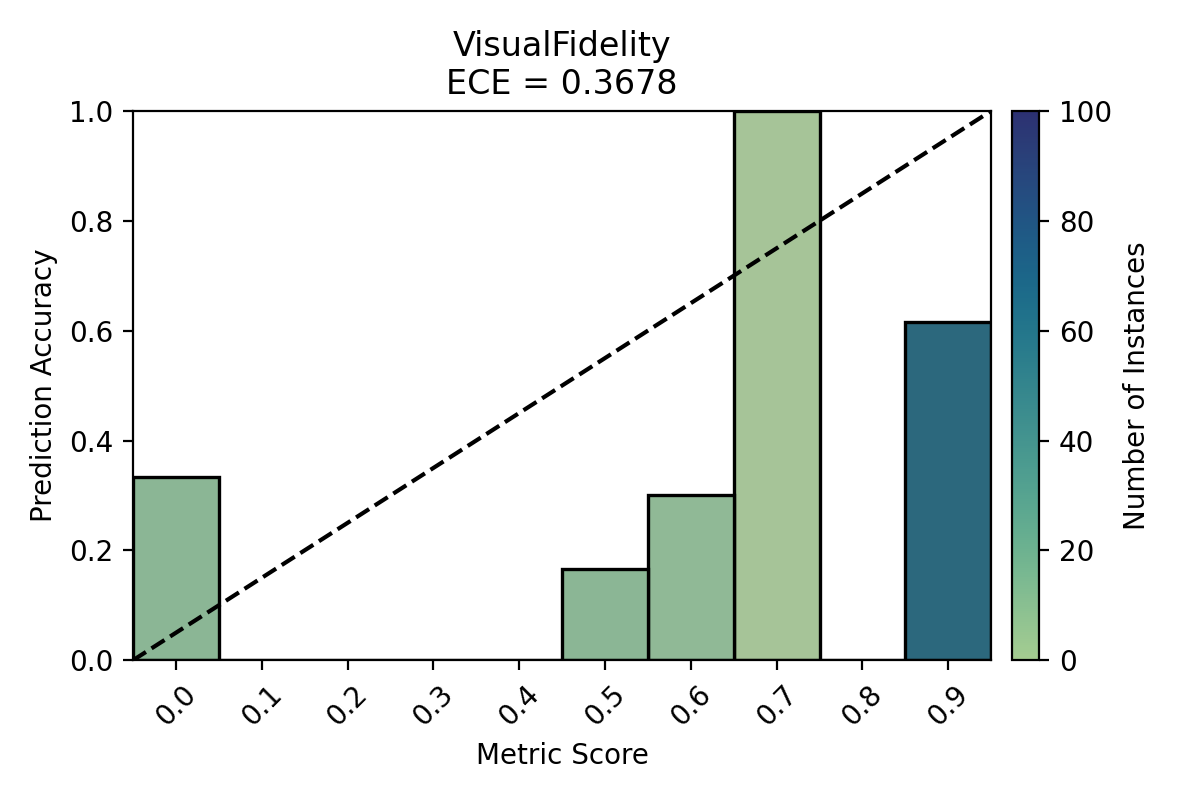 VisualFidelity
ECE = 0.3678
Prediction Accuracy
1.0
0.8
0.6
0.4
0.2
0.0
0.0 0.1 0.2 0.3 0.4 0.5 0.6 0.7 0.8 0.9
Metric Score
100
80
60
40
20
0
Number of Instances